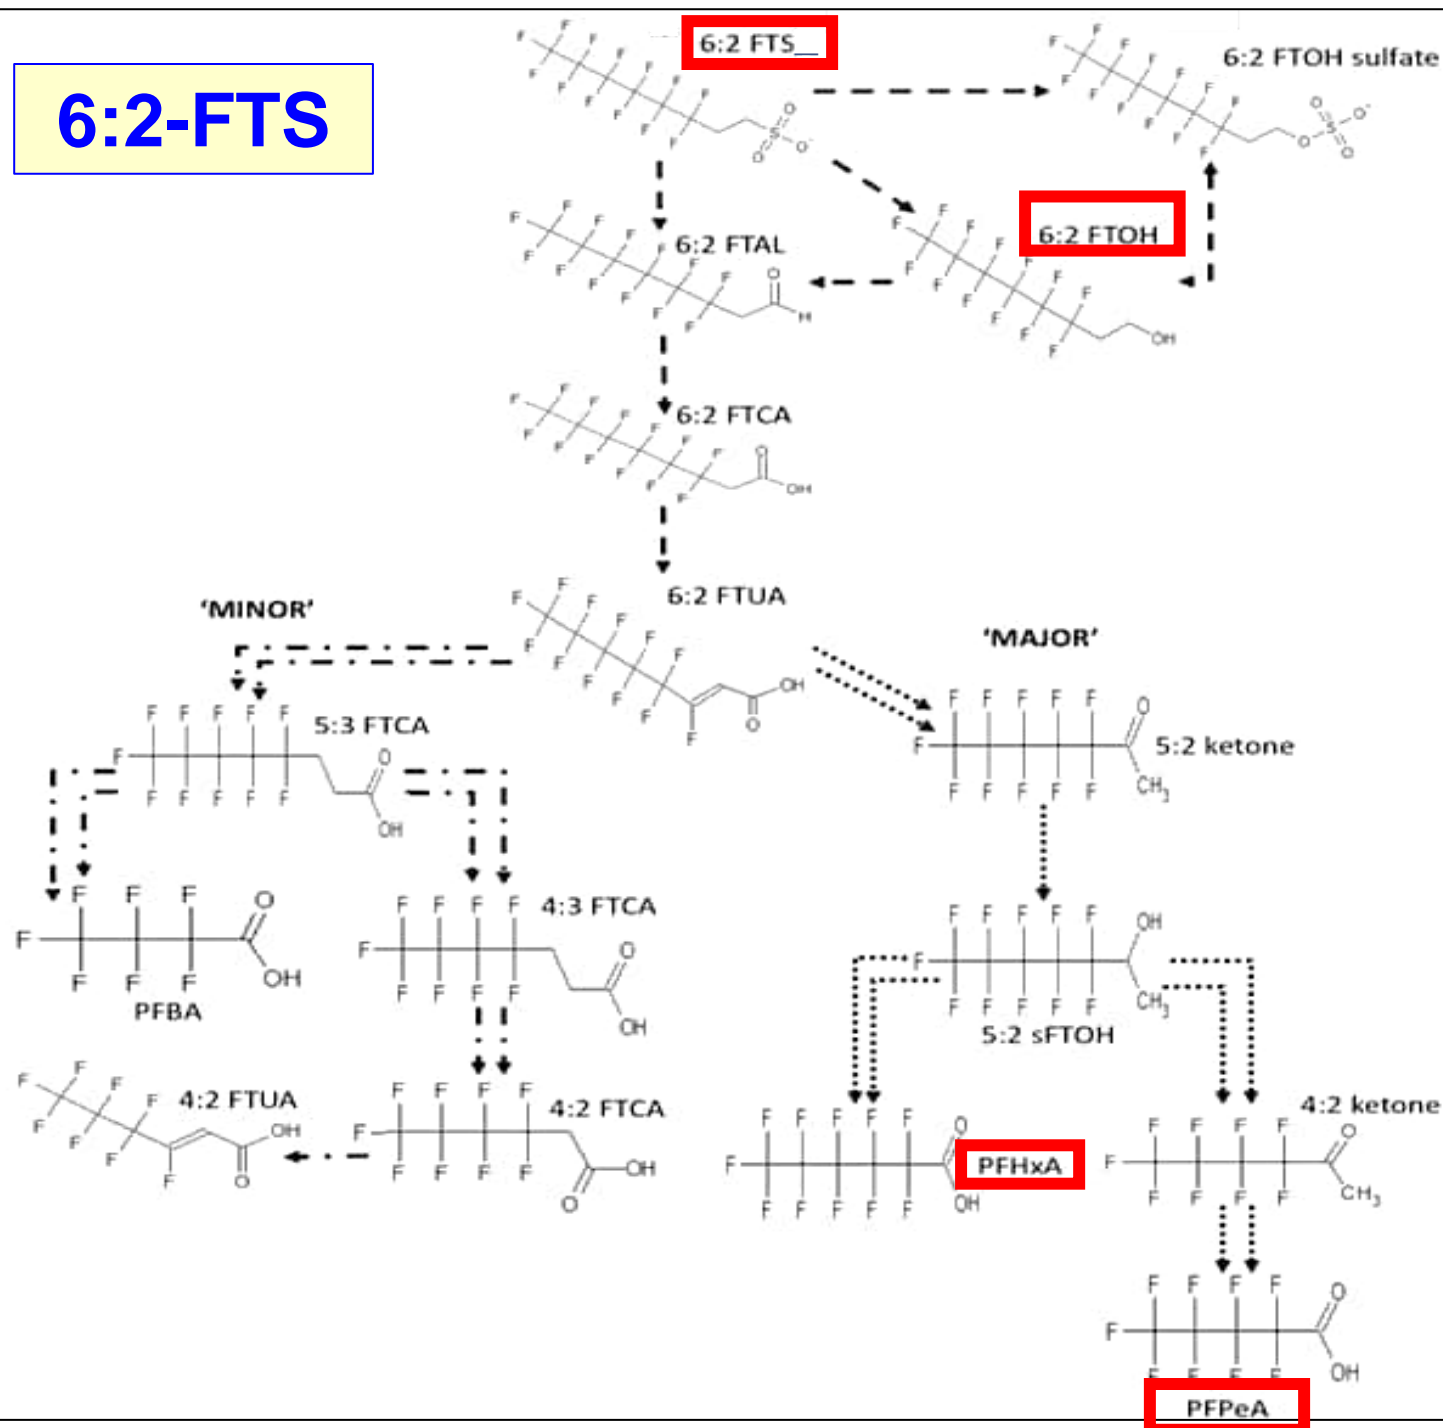 6:2-FTS
6:2 FTS__
6:2 FTOH sulfate
6:2 FTAL
6:2 FTOH
6:2 FTCA
6:2 FTUA
'MINOR'
'MAJOR'
5:3 FTCA
5:2 ketone
4:3 FTCA
PFBA
5:2 sFTOH
4:2 FTUA
4:2 FTCA
4:2 ketone
PFHxA
PFPeA